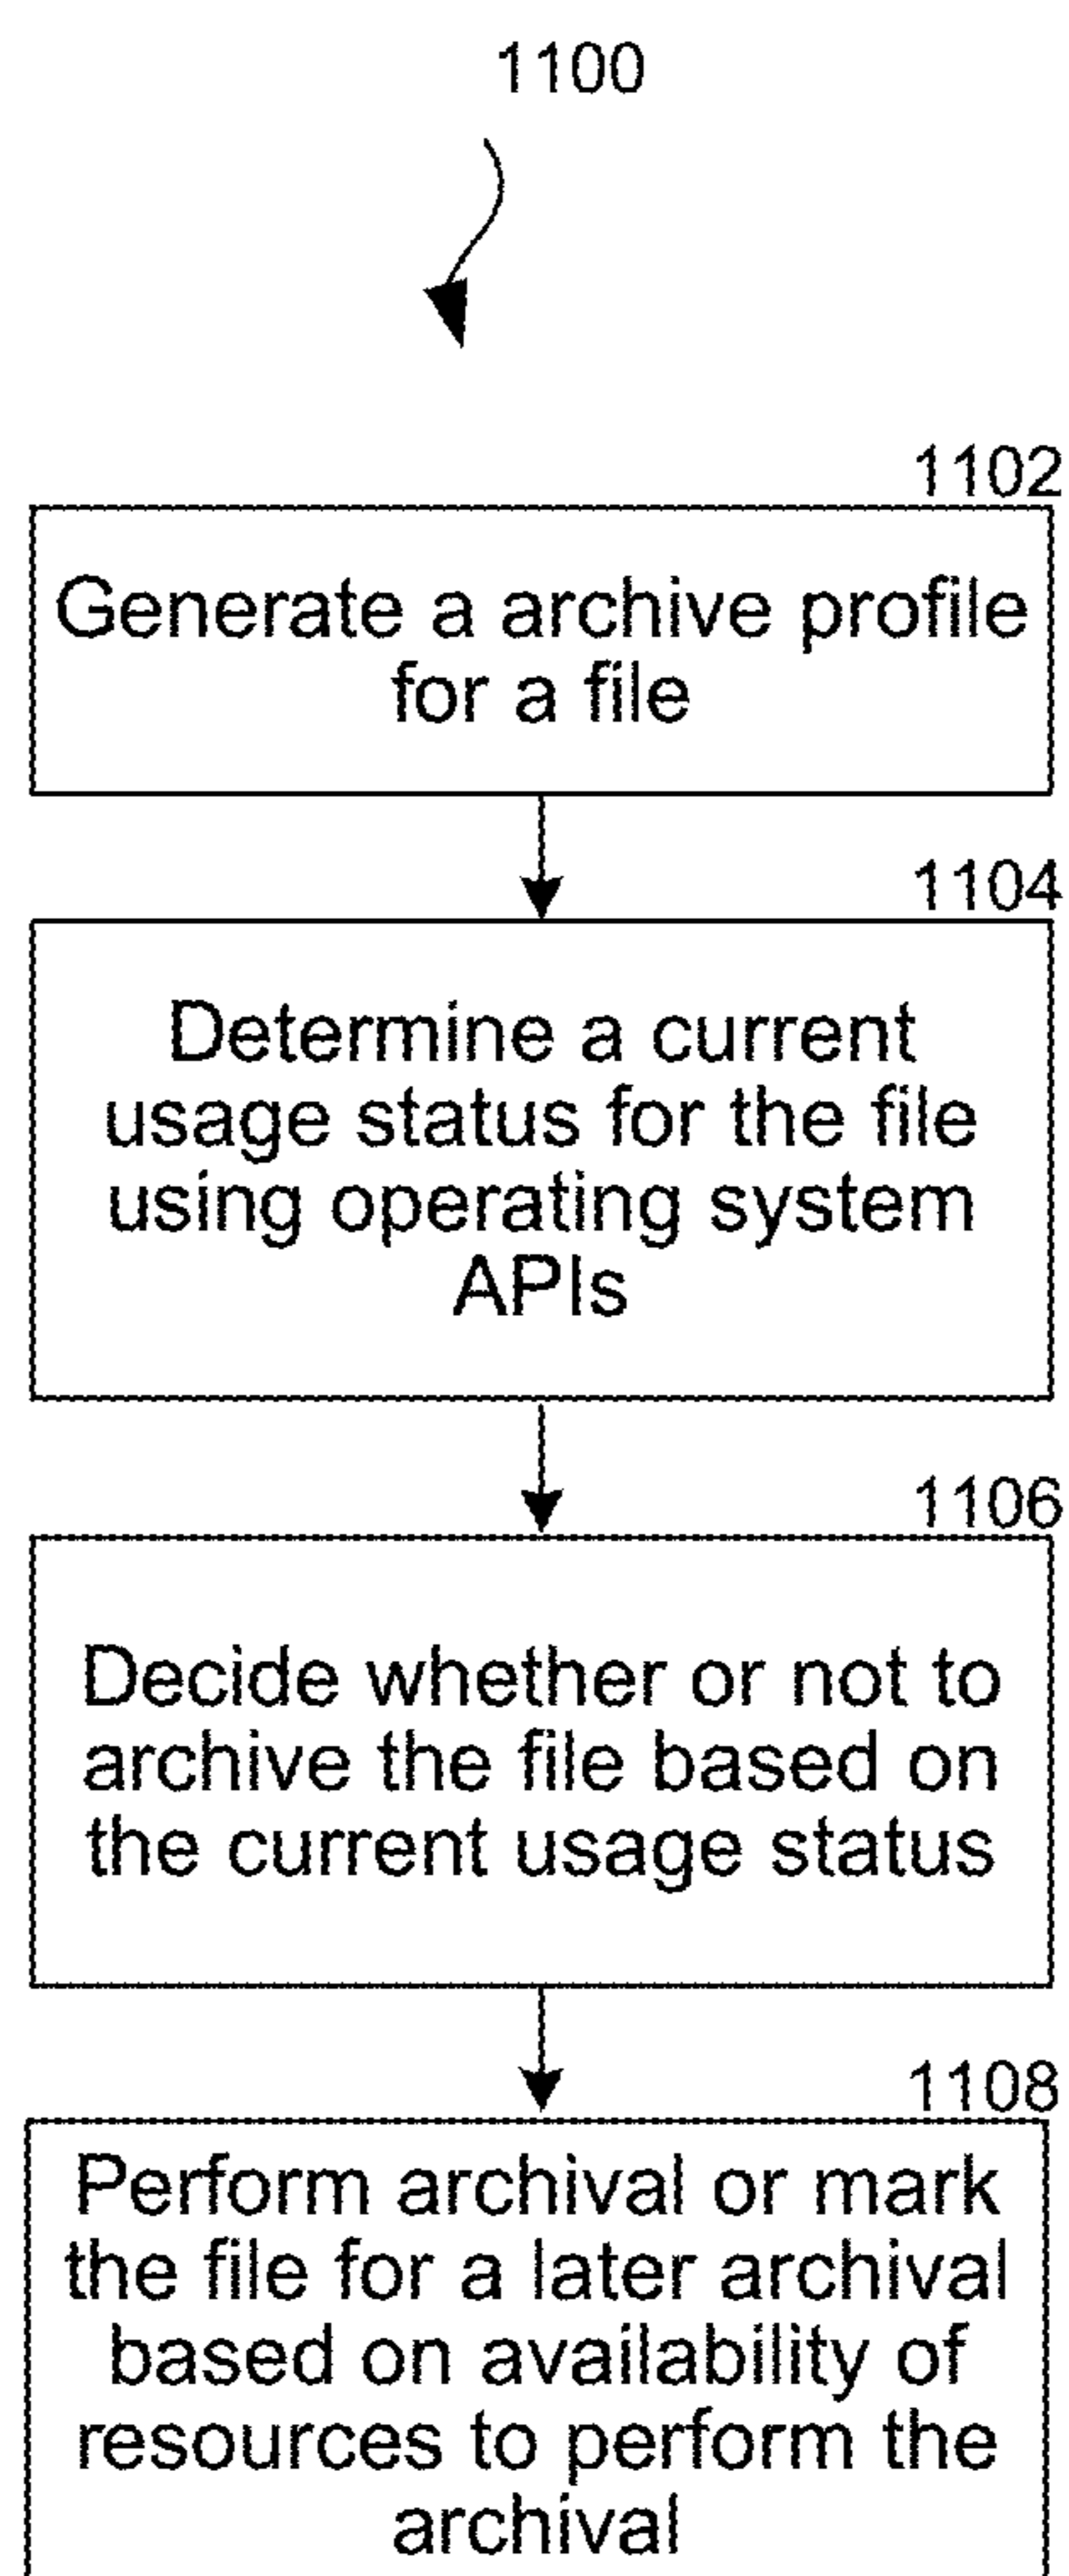 1100
1102
Generate a archive profile
for a file
1104
Determine a current
usage status for the file
using operating system
APIs
1106
Decide whether or not to
archive the file based on
the current usage status
1108
Perform archival or mark
the file for a later archival
based on availability of
resources to perform the
archival